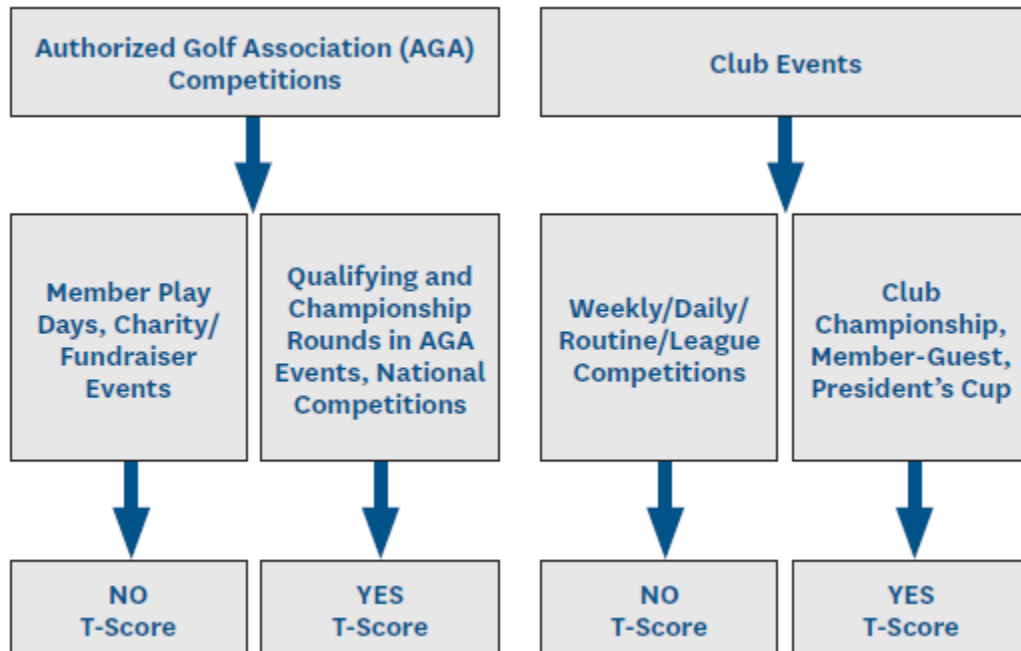 Authorized Golf Association (AGA)
Competitions
Club Events
Member Play
Days, Charity/
Fundraiser
Events
Qualifying and
Championship
Rounds in AGA
Events, National
Competitions
Weekly/Daily/
Routine/League
Competitions
Club
Championship,
Member-Guest,
President’s Cup
NO
T-Score
YES
T-Score
NO
T-Score
YES
T-Score